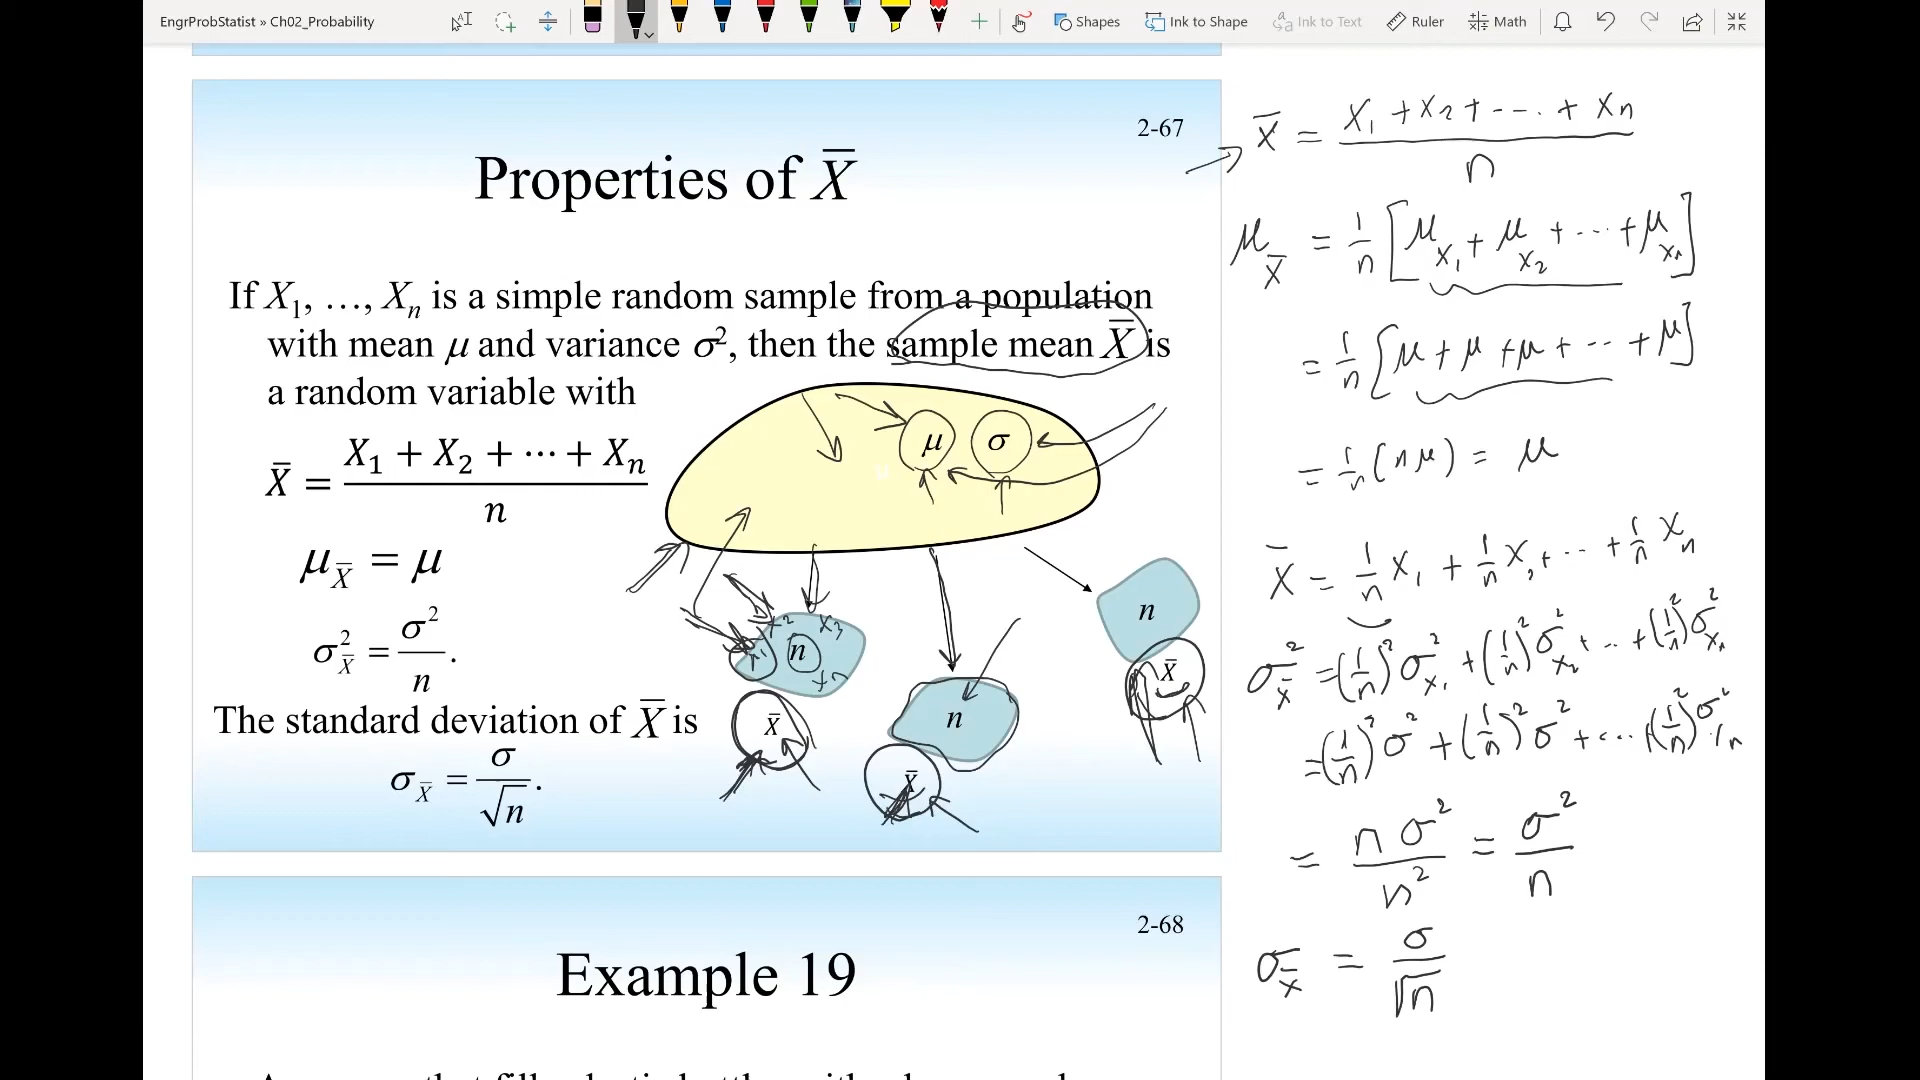 EngrProbStatist » Ch02_Probability
Shapes
Ink to Shape
Ink to Text
Ruler
Math
2-67
Properties of X̅
If X₁, …, Xₙ is a simple random sample from a population
with mean μ and variance σ², then the sample mean X̅ is
a random variable with
X̅ = (X₁ + X₂ + ⋯ + Xₙ) / n
μ_X̅ = μ
σ²_X̅ = σ² / n.
The standard deviation of X̅ is
σ_X̅ = σ / √n.
μ σ
x₁ x₂ x₃ n xₙ
X̅
n
X̅
n
X̅
X̅ = (X₁ + X₂ + ---- + Xₙ) / n
μ_X̅ = 1/n [μ_X₁ + μ_X₂ + ---- + μ_Xₙ]
= 1/n [μ + μ + μ + --- + μ]
= 1/n (nμ) = μ
X̅ = 1/n X₁ + 1/n X₂ + --- + 1/n Xₙ
σ²_X̅ = (1/n)² σ²_X₁ + (1/n)² σ²_X₂ + --- + (1/n)² σ²_Xₙ
= (1/n)² σ² + (1/n)² σ² + ---- + (1/n)² σ²
= nσ² / n² = σ² / n
σ_X̅ = σ / √n
2-68
Example 19